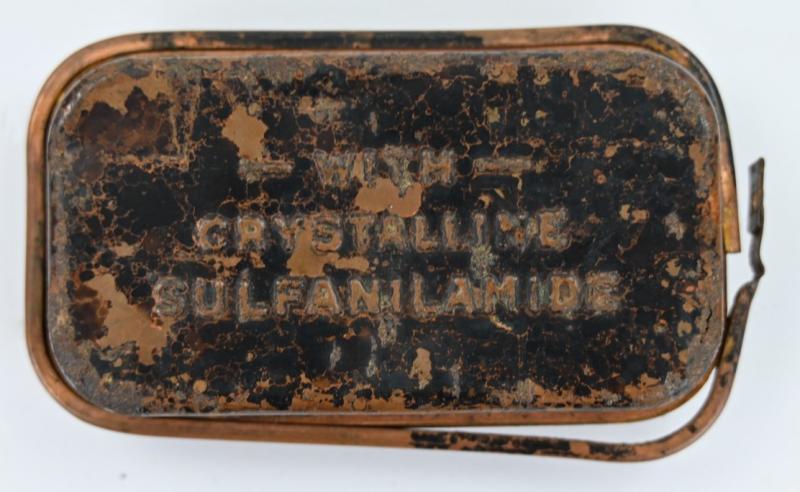 — WITH —
CRYSTALLINE
SULFANILAMIDE